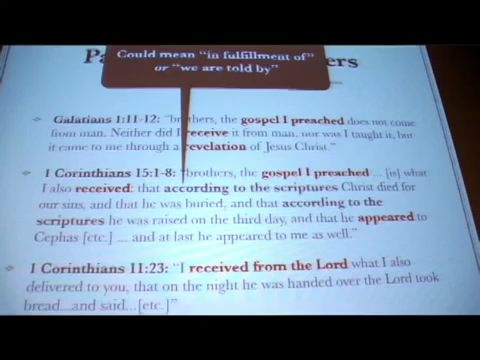 Could mean "in fulfillment of"
or "we are told by"
Pa
ers
Galatians 1:11-12: "brothers, the gospel I preached does not come
from man. Neither did I receive it from man, nor was I taught it, but
it came to me through a revelation of Jesus Christ."
1 Corinthians 15:1-8: "brothers, the gospel I preached ... [is] what
I also received: that according to the scriptures Christ died for
our sins, and that he was buried, and that according to the
scriptures he was raised on the third day, and that he appeared to
Cephas [etc.] ... and at last he appeared to me as well."
1 Corinthians 11:23: "I received from the Lord what I also
delivered to you, that on the night he was handed over the Lord took
bread...and said...[etc.]"